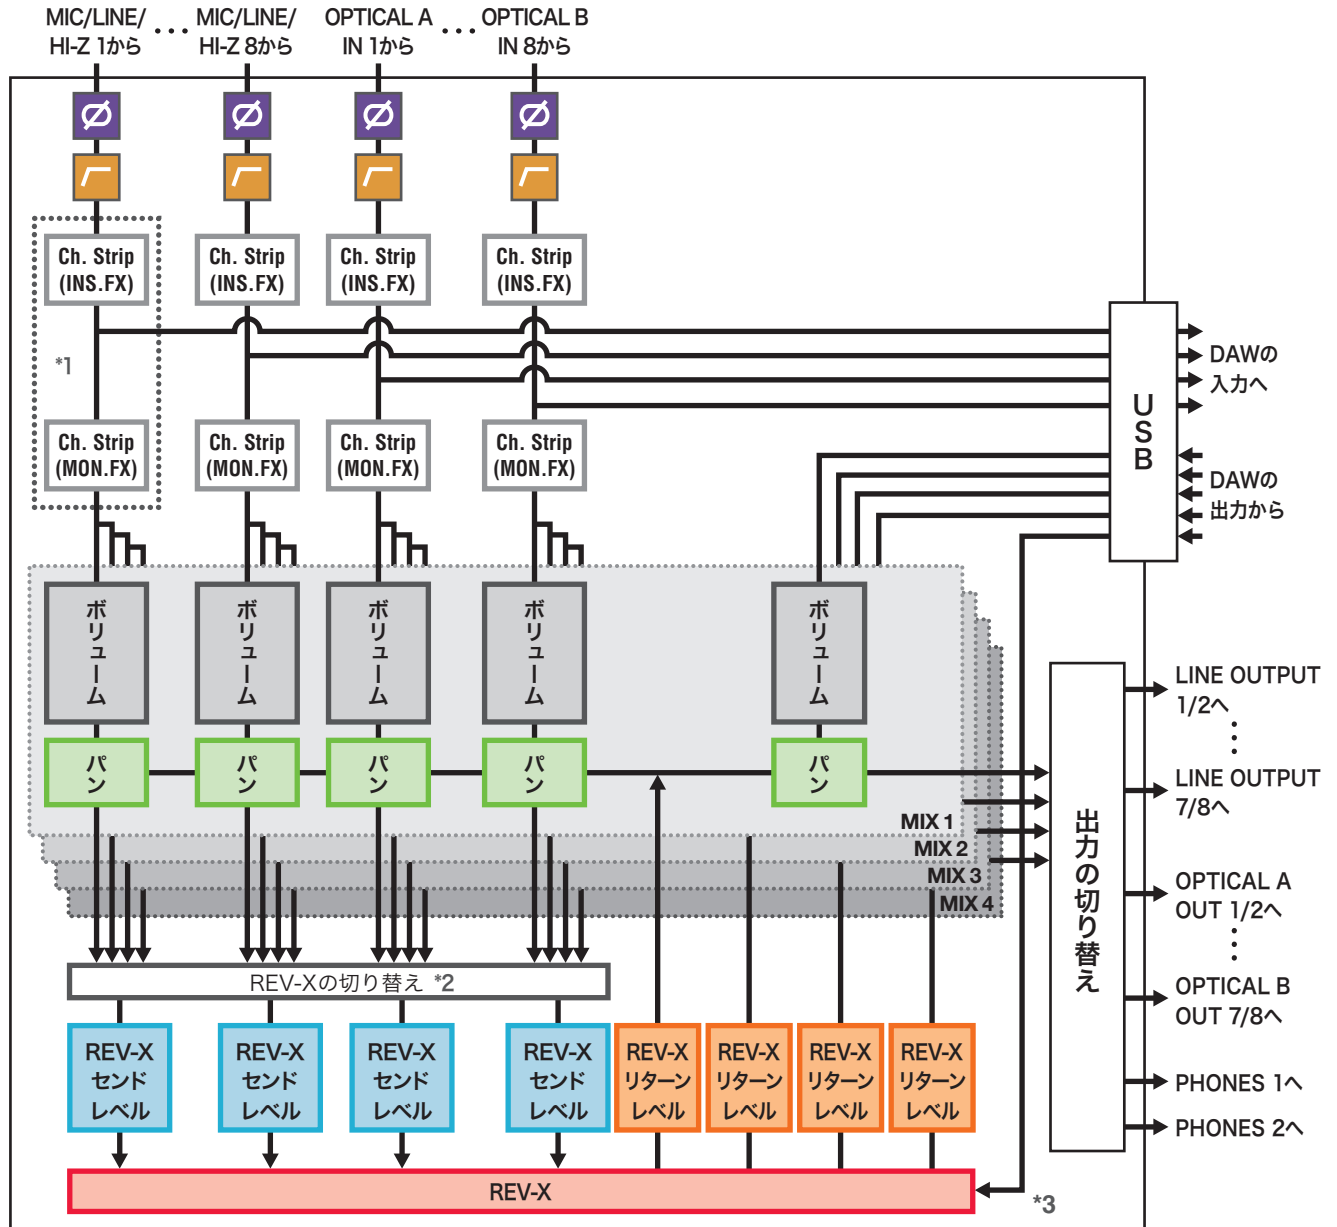 MIC/LINE/
HI-Z 1から
MIC/LINE/
HI-Z 8から
OPTICAL A
IN 1から
OPTICAL B
IN 8から
Ch. Strip
(INS.FX)
Ch. Strip
(INS.FX)
Ch. Strip
(INS.FX)
Ch. Strip
(INS.FX)
*1
Ch. Strip
(MON.FX)
Ch. Strip
(MON.FX)
Ch. Strip
(MON.FX)
Ch. Strip
(MON.FX)
USB
DAWの
入力へ
DAWの
出力から
ボリューム
ボリューム
ボリューム
ボリューム
ボリューム
パン
パン
パン
パン
パン
MIX 1
MIX 2
MIX 3
MIX 4
出力の切り替え
LINE OUTPUT
1/2へ
LINE OUTPUT
7/8へ
OPTICAL A
OUT 1/2へ
OPTICAL B
OUT 7/8へ
PHONES 1へ
PHONES 2へ
REV-Xの切り替え *2
REV-X
センド
レベル
REV-X
センド
レベル
REV-X
センド
レベル
REV-X
センド
レベル
REV-X
リターン
レベル
REV-X
リターン
レベル
REV-X
リターン
レベル
REV-X
リターン
レベル
REV-X
*3